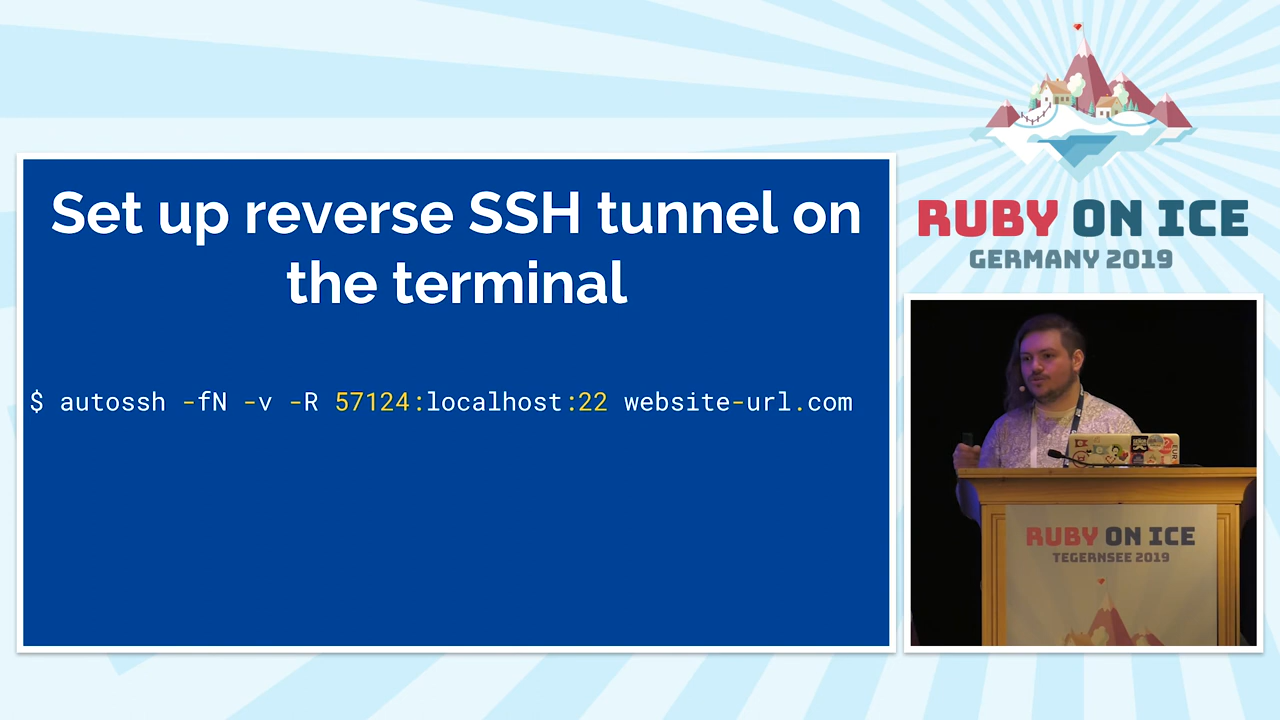 Set up reverse SSH tunnel on
the terminal
$ autossh -fN -v -R 57124:localhost:22 website-url.com
RUBY ON ICE
GERMANY 2019
RUBY ON ICE
TEGERNSEE 2019